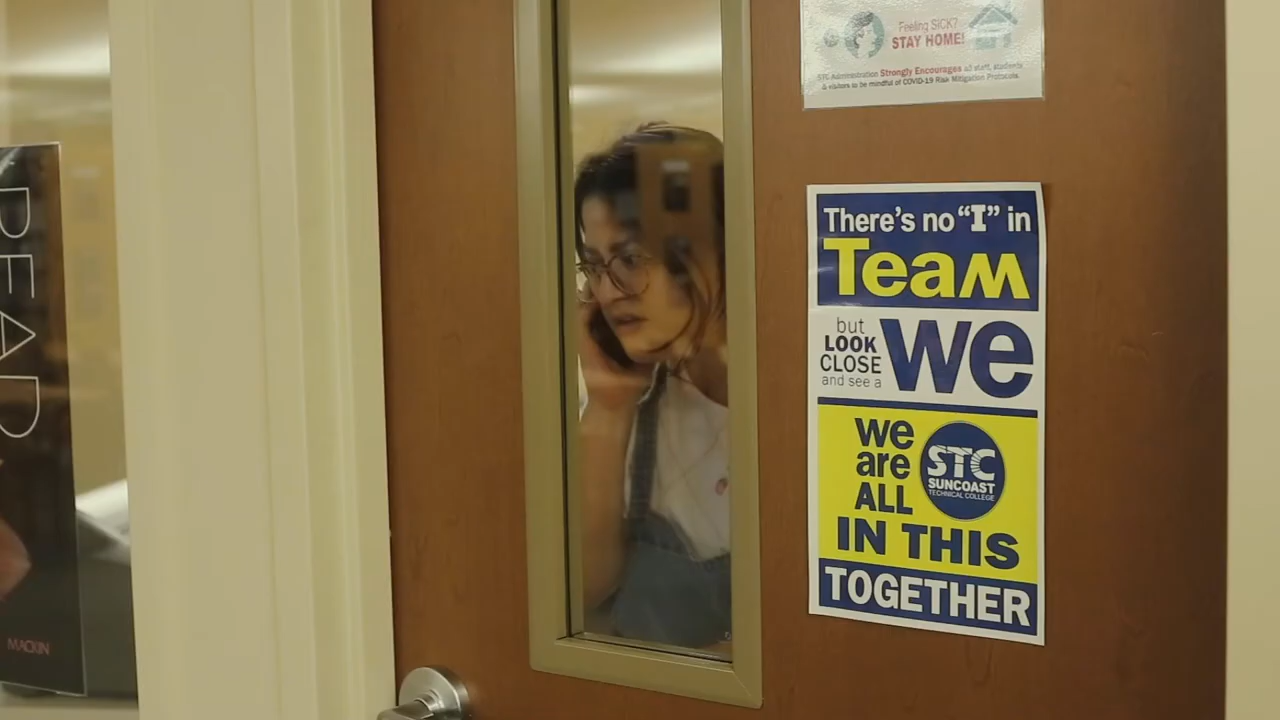 READ
MACKIN
Feeling SICK?
STAY HOME!
STC Administration Strongly Encourages all staff, students
& visitors to be mindful of COVID-19 Risk Mitigation Protocols.
There's no "I" in
Team
but
LOOK
CLOSE
and see a
We
We
are
ALL
STC
SUNCOAST
TECHNICAL COLLEGE
IN THIS
TOGETHER